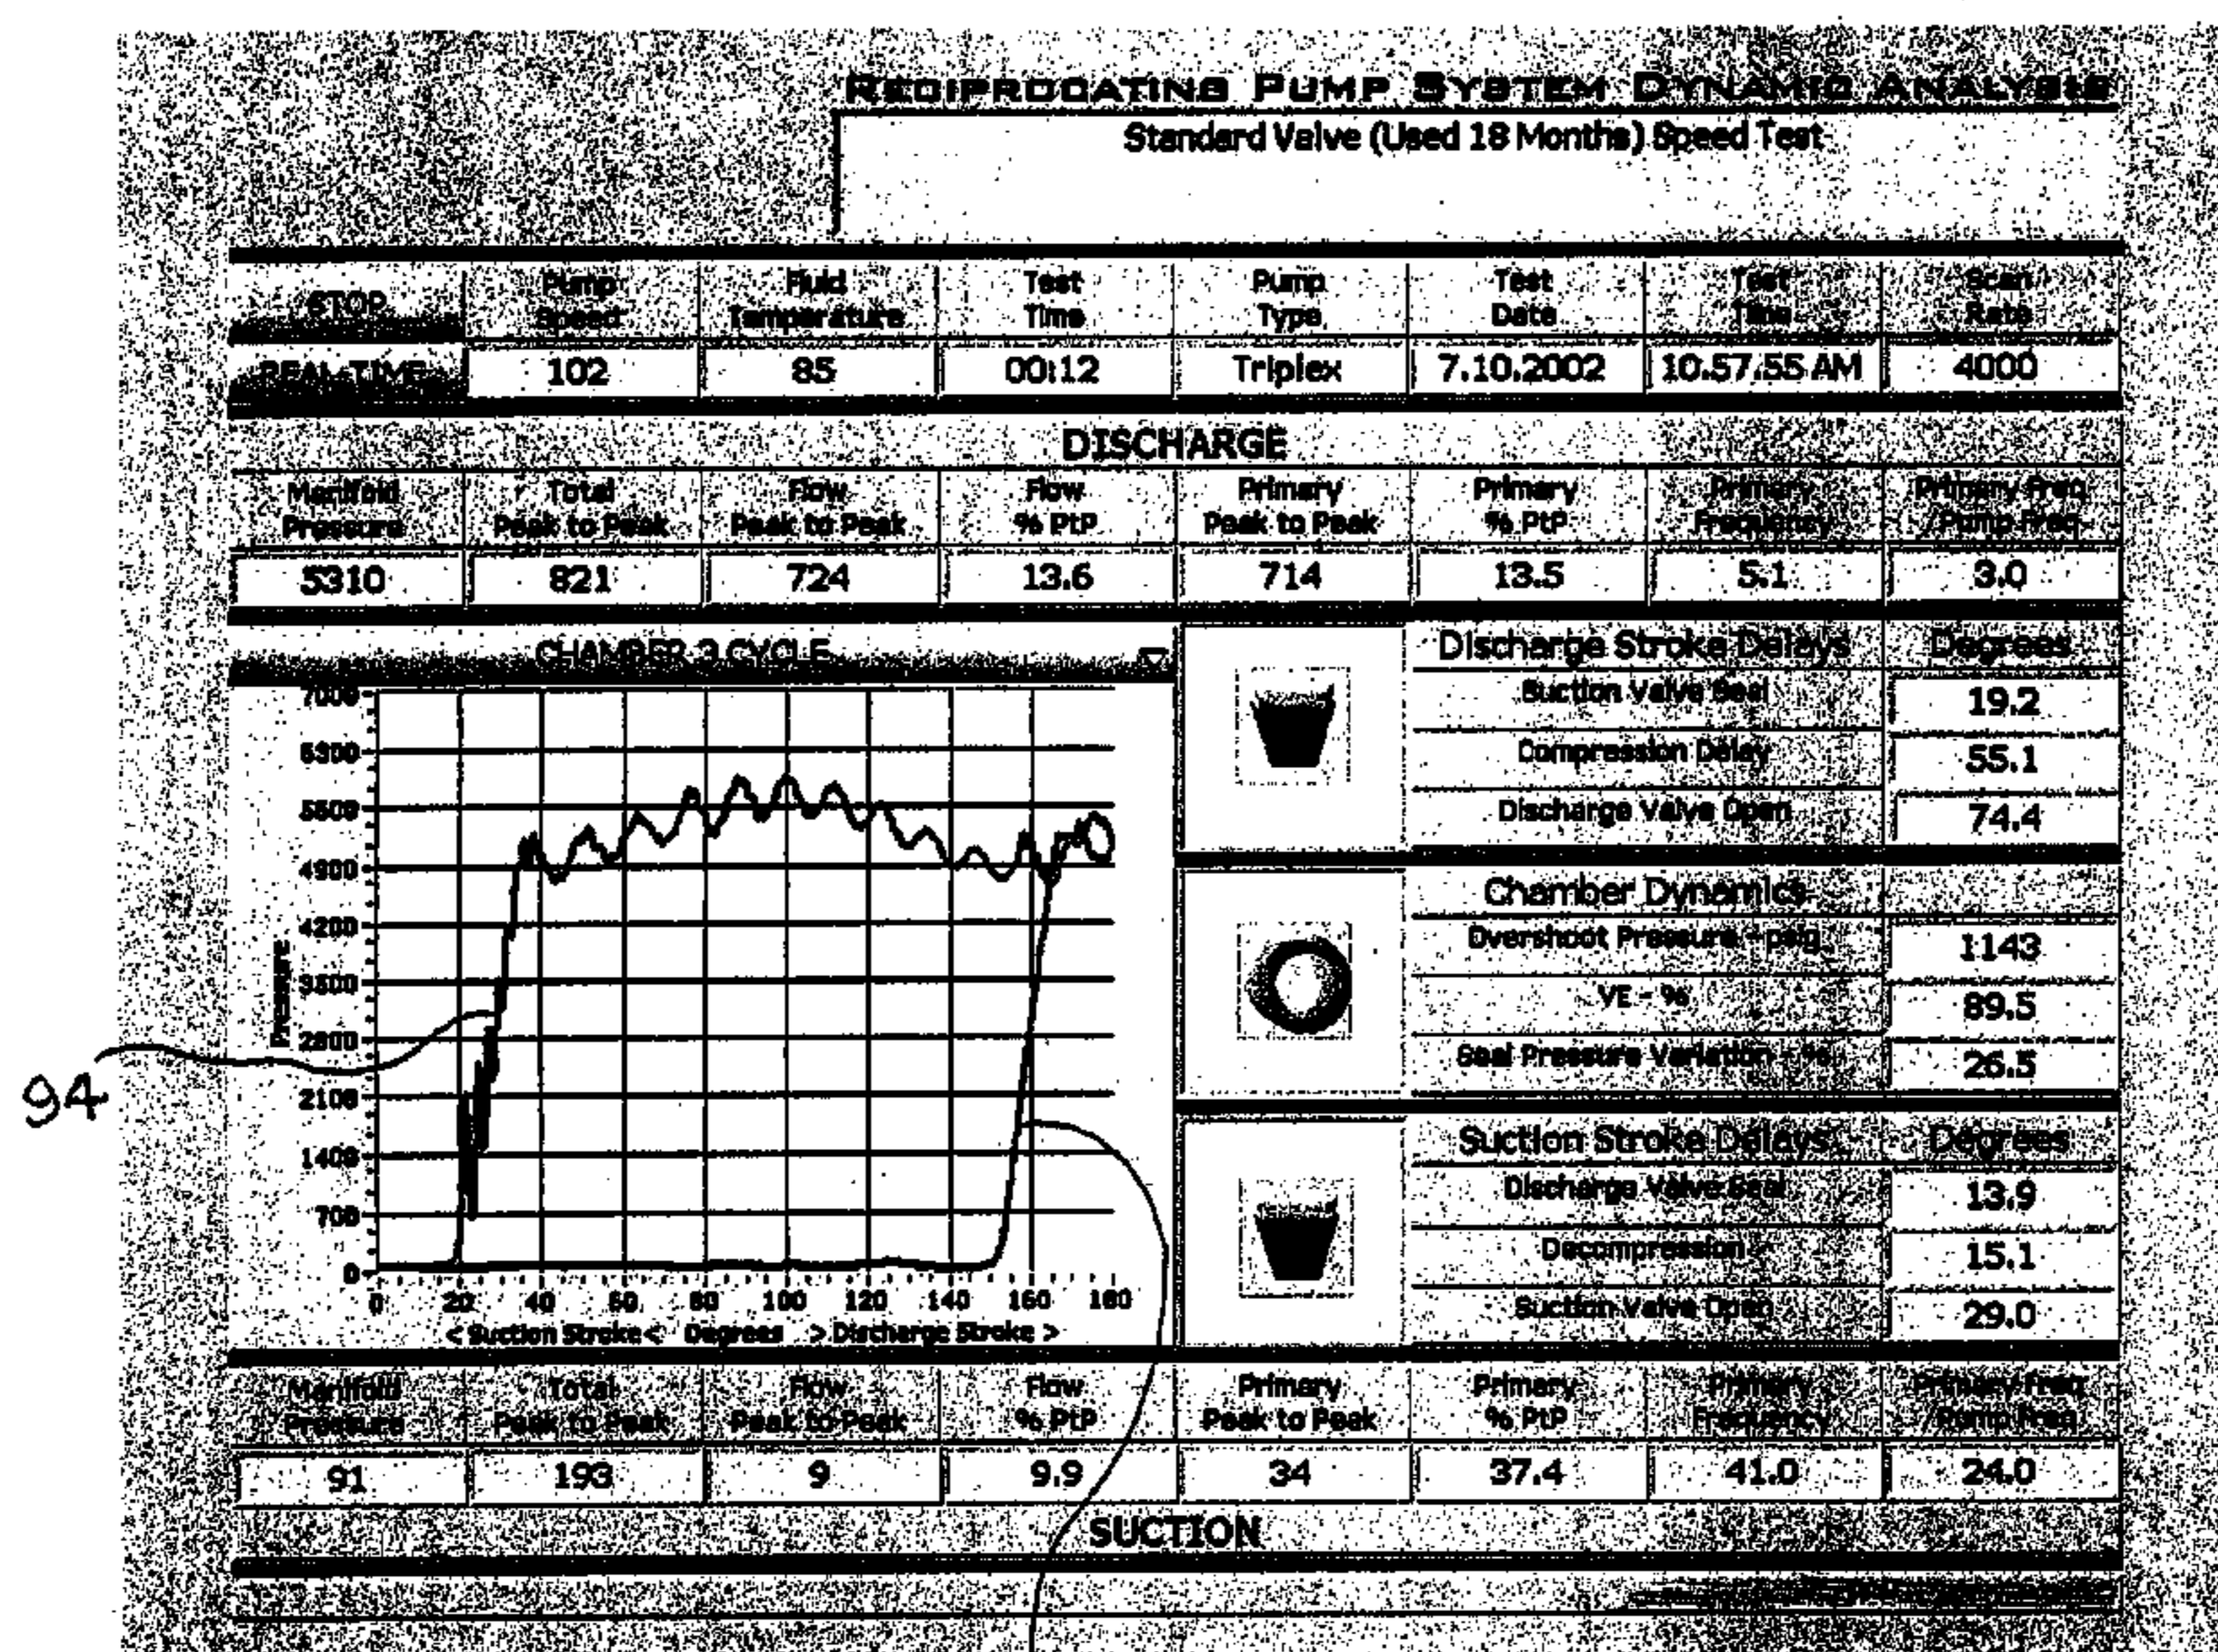 RECIPROCATING PUMP SYSTEM DYNAMIC ANALYSIS
Standard Valve (Used 18 Months) Speed Test
STOP
REAL-TIME
Pump Speed
Fluid Temperature
Test Time
Pump Type
Test Date
Test Time
Scan Rate
102 85 00:12 Triplex 7.10.2002 10.57.55 AM 4000
DISCHARGE
Manifold Pressure
Total Peak to Peak
Flow Peak to Peak
Flow % PtP
Primary Peak to Peak
Primary % PtP
Primary Frequency
Primary Freq /Pump Freq
5310 821 724 13.6 714 13.5 5.1 3.0
CHAMBER 3 CYCLE
7000
6300
5600
4900
4200
3500
2800
2100
1400
700
0
Pressure
0 20 40 60 80 100 120 140 160 180
< Suction Stroke < Degrees > Discharge Stroke >
94
Discharge Stroke Delays Degrees
Suction Valve Seal 19.2
Compression Delay 55.1
Discharge Valve Open 74.4
Chamber Dynamics
Overshoot Pressure - psig 1143
VE - % 89.5
Seal Pressure Variation - % 26.5
Suction Stroke Delays Degrees
Discharge Valve Seal 13.9
Decompression 15.1
Suction Valve Open 29.0
Manifold Pressure
Total Peak to Peak
Flow Peak to Peak
Flow % PtP
Primary Peak to Peak
Primary % PtP
Primary Frequency
Primary Freq /Pump Freq
91 193 9 9.9 34 37.4 41.0 24.0
SUCTION